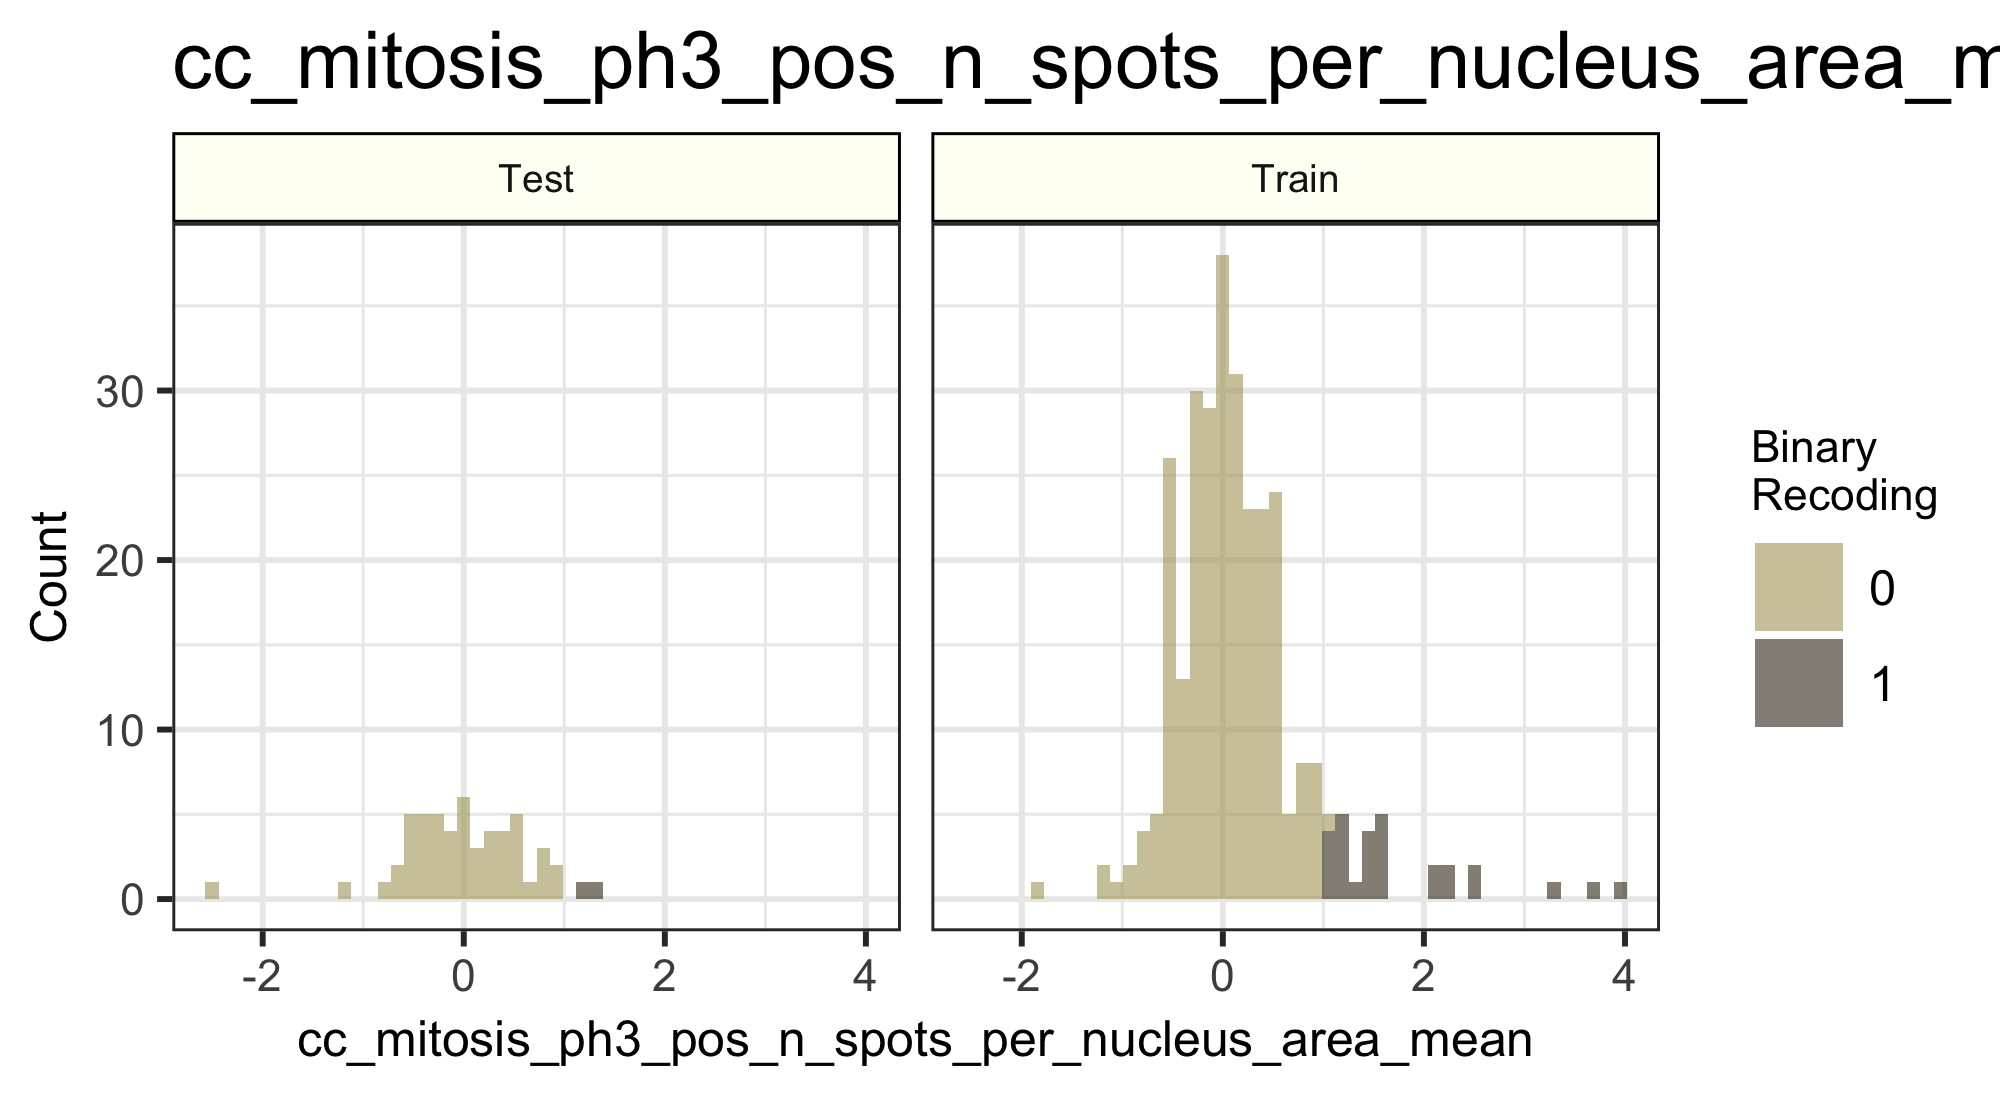 cc_mitosis_ph3_pos_n_spots_per_nucleus_area_m
Test
Train
30
20
10
0
Count
-2
0
2
4
-2
0
2
4
cc_mitosis_ph3_pos_n_spots_per_nucleus_area_mean
Binary
Recoding
0
1